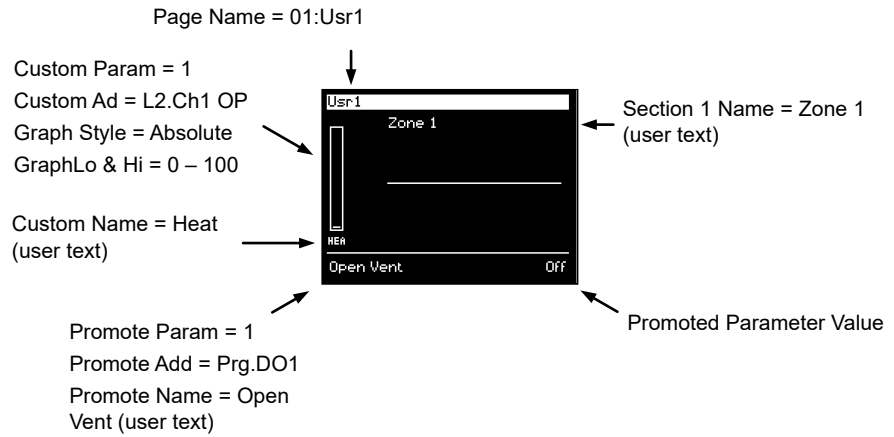 Page Name = 01:Usr1
Custom Param = 1
Custom Ad = L2.Ch1 OP
Graph Style = Absolute
GraphLo & Hi = 0 – 100
Custom Name = Heat
(user text)
Usr1
Zone 1
HEA
Open Vent Off
Section 1 Name = Zone 1
(user text)
Promote Param = 1
Promote Add = Prg.DO1
Promote Name = Open
Vent (user text)
Promoted Parameter Value